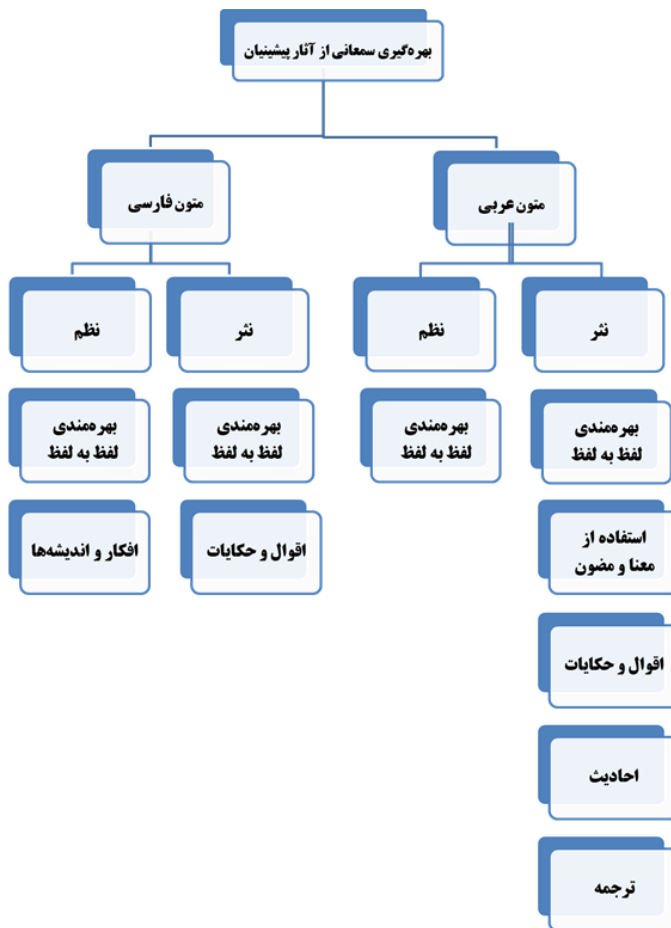 بهره‌گیری سمعانی از آثار پیشینیان
متون عربی
متون فارسی
نثر
نظم
نثر
نظم
بهره‌مندی
لفظ به لفظ
بهره‌مندی
لفظ به لفظ
بهره‌مندی
لفظ به لفظ
بهره‌مندی
لفظ به لفظ
استفاده از
معنا و مضون
اقوال و حکایات
افکار و اندیشه‌ها
اقوال و حکایات
احادیث
ترجمه